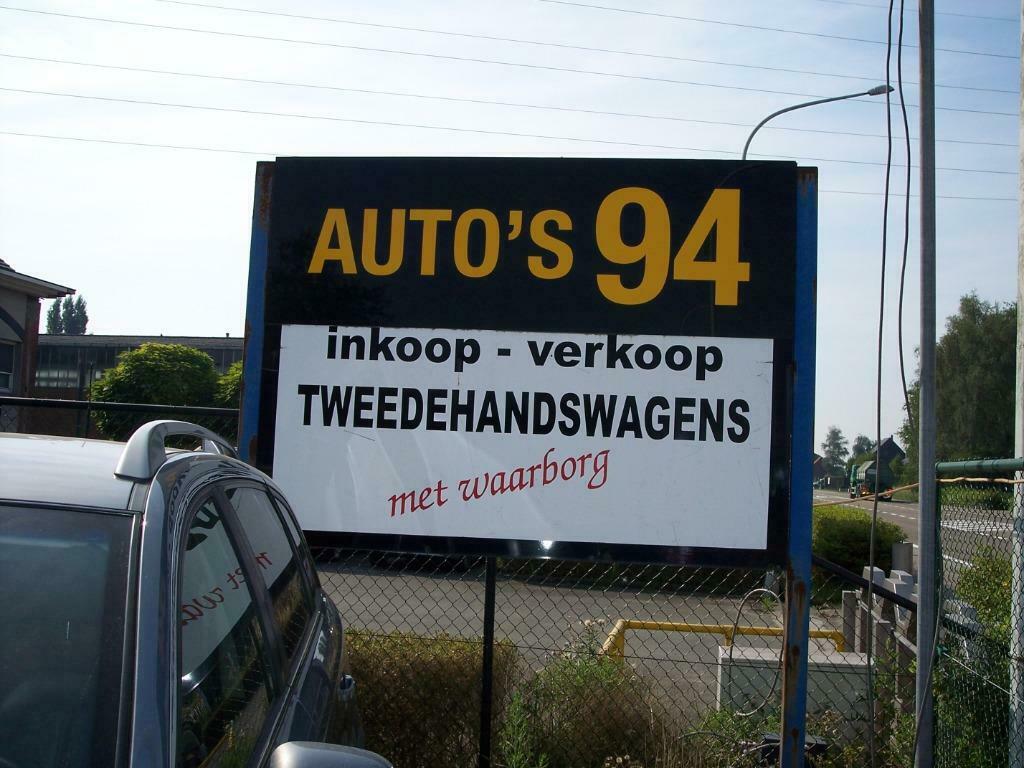 AUTO'S 94
inkoop - verkoop
TWEEDEHANDSWAGENS
met waarborg